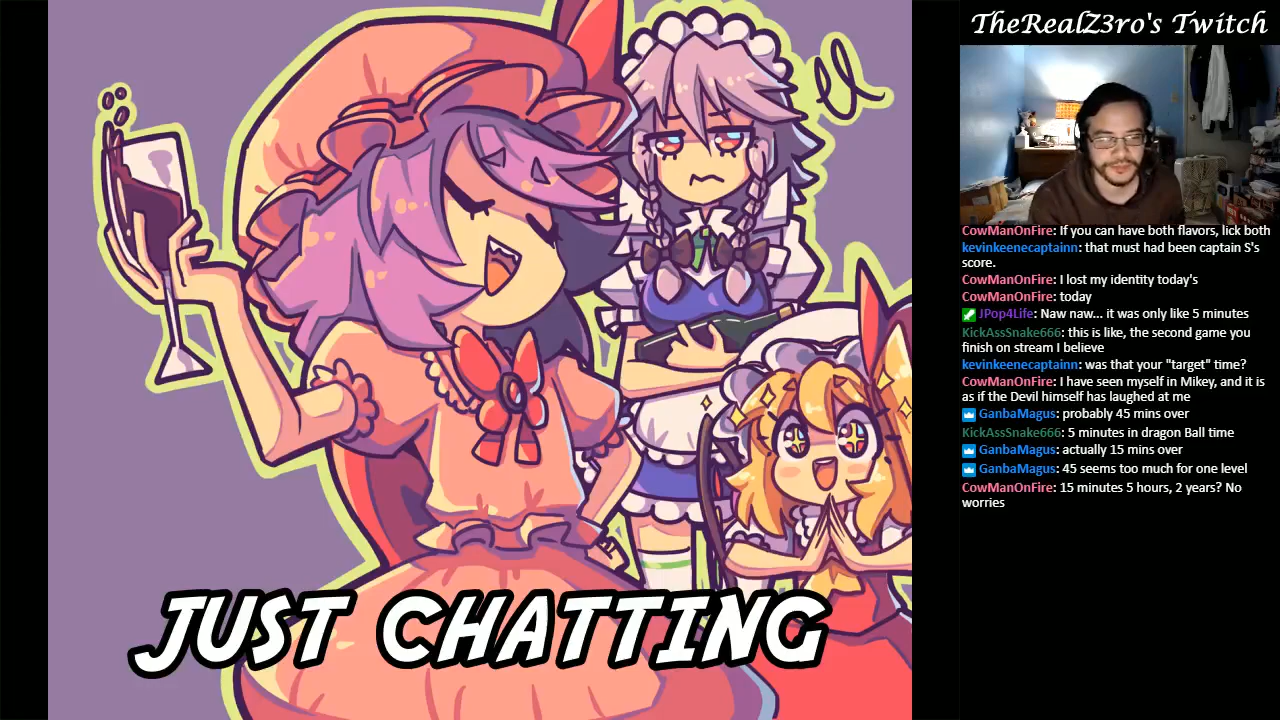 TheRealZ3ro's Twitch
CowManOnFire: If you can have both flavors, lick both
kevinkeenecaptainn: that must had been captain S's
score.
CowManOnFire: I lost my identity today's
CowManOnFire: today
JPop4Life: Naw naw... it was only like 5 minutes
KickAssSnake666: this is like, the second game you
finish on stream I believe
kevinkeenecaptainn: was that your "target" time?
CowManOnFire: I have seen myself in Mikey, and it is
as if the Devil himself has laughed at me
GanbaMagus: probably 45 mins over
KickAssSnake666: 5 minutes in dragon Ball time
GanbaMagus: actually 15 mins over
GanbaMagus: 45 seems too much for one level
CowManOnFire: 15 minutes 5 hours, 2 years? No
worries
JUST CHATTING